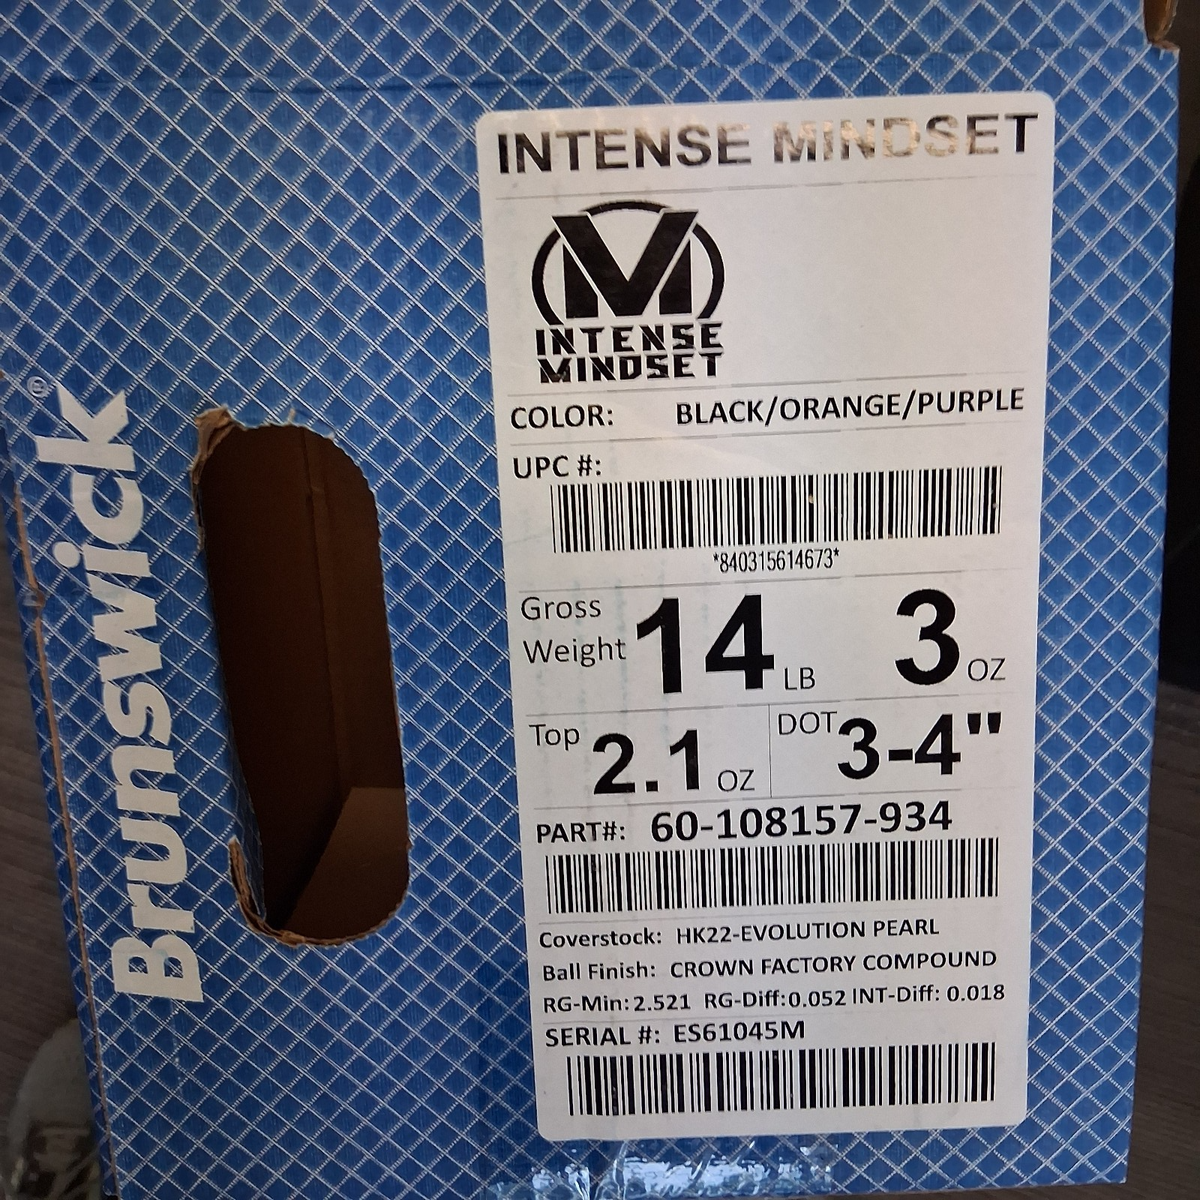 INTENSE MINDSET
M
INTENSE
MINDSET
COLOR: BLACK/ORANGE/PURPLE
UPC #:
*840315614673*
Gross Weight 14 LB 3 OZ
Top 2.1 OZ DOT 3-4"
PART#: 60-108157-934
Coverstock: HK22-EVOLUTION PEARL
Ball Finish: CROWN FACTORY COMPOUND
RG-Min: 2.521 RG-Diff: 0.052 INT-Diff: 0.018
SERIAL #: ES61045M
Brunswick®